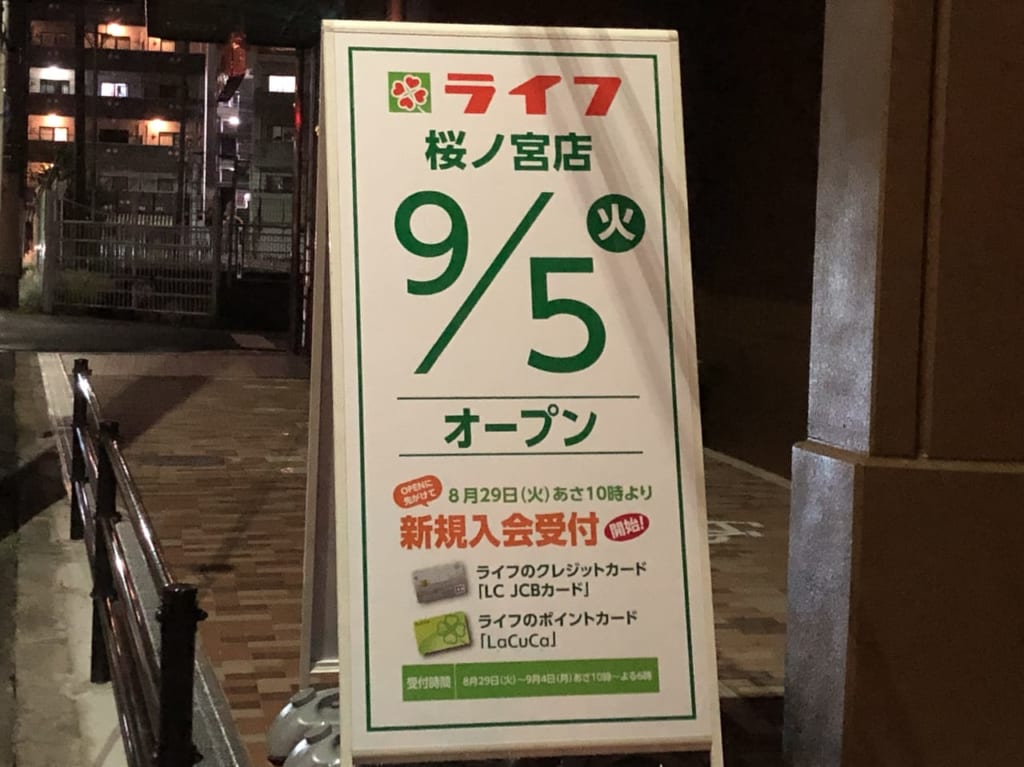 ライフ
桜ノ宮店
9/5 火
オープン
OPENに
先がけて
8月29日(火)あさ10時より
新規入会受付 開始!
ライフのクレジットカード
「LC JCBカード」
ライフのポイントカード
「LaCuCa」
受付時間 8月29日(火)~9月4日(月)あさ10時~よる6時